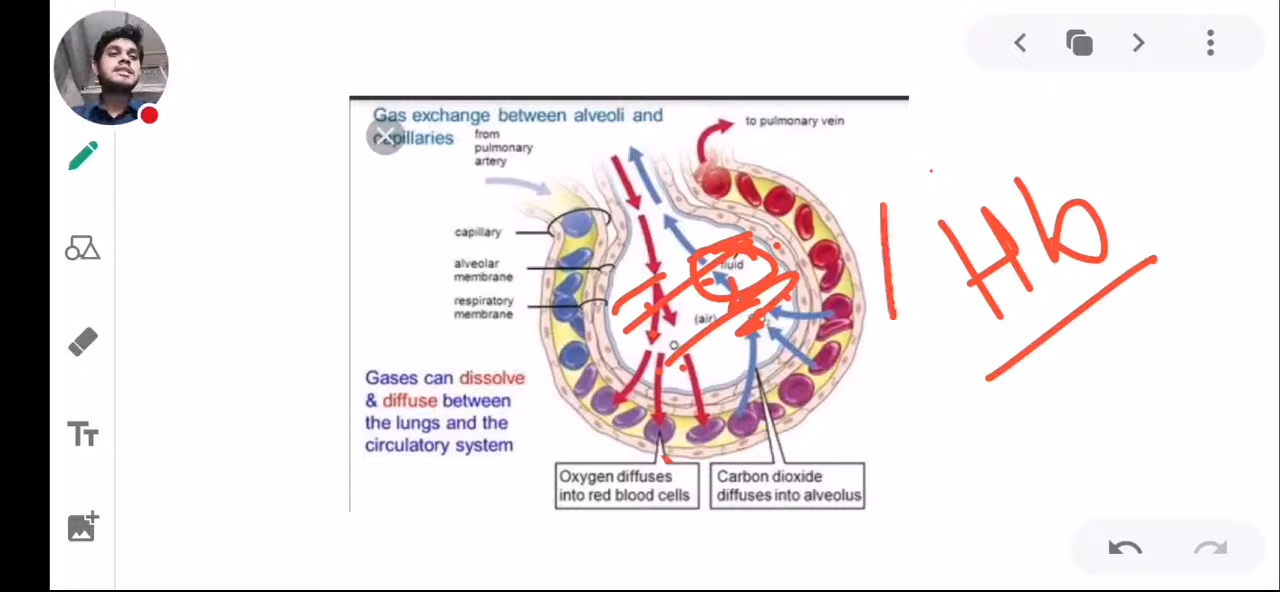 Gas exchange between alveoli and
capillaries
from
pulmonary
artery
to pulmonary vein
capillary
alveolar
membrane
respiratory
membrane
fluid
(air)
O
Gases can dissolve
& diffuse between
the lungs and the
circulatory system
Oxygen diffuses
into red blood cells
Carbon dioxide
diffuses into alveolus
1 Hb
TT